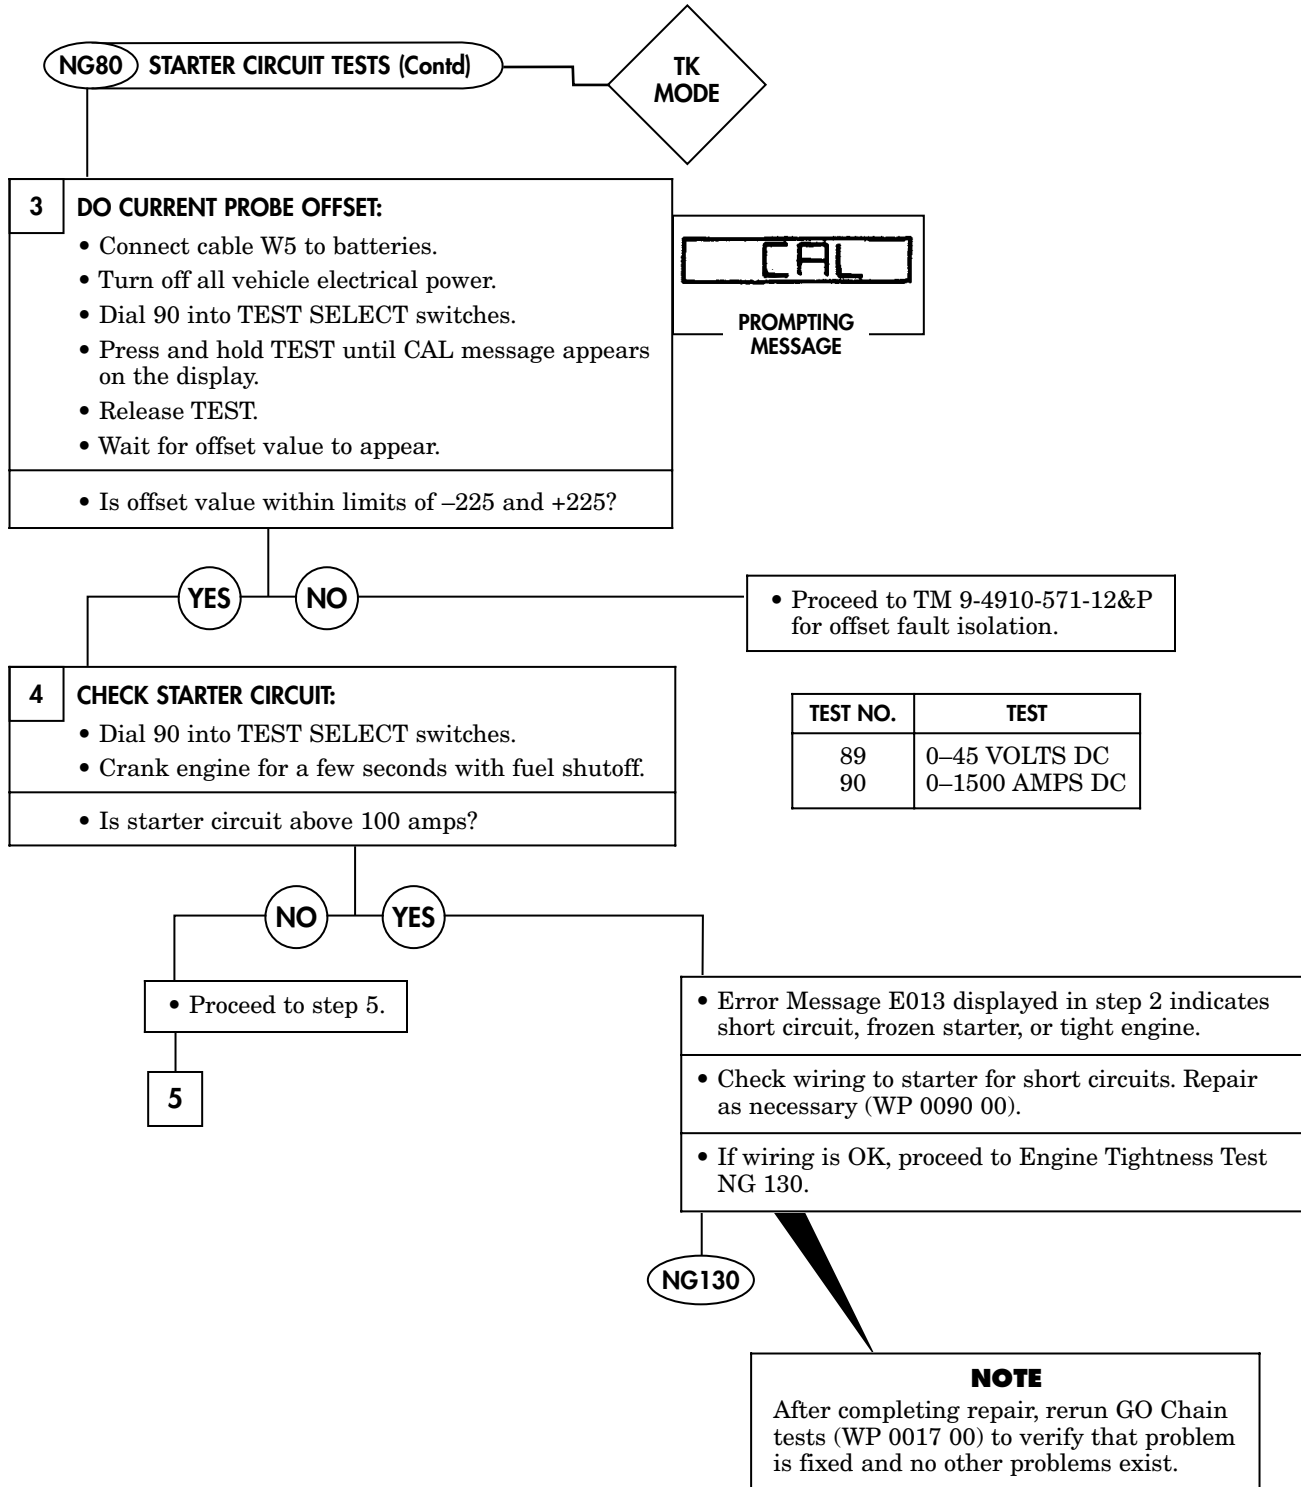 NG80 STARTER CIRCUIT TESTS (Contd)
TK
MODE
3 DO CURRENT PROBE OFFSET:
• Connect cable W5 to batteries.
• Turn off all vehicle electrical power.
• Dial 90 into TEST SELECT switches.
• Press and hold TEST until CAL message appears
on the display.
• Release TEST.
• Wait for offset value to appear.
• Is offset value within limits of –225 and +225?
CAL
PROMPTING
MESSAGE
YES NO
• Proceed to TM 9-4910-571-12&P
for offset fault isolation.
4 CHECK STARTER CIRCUIT:
• Dial 90 into TEST SELECT switches.
• Crank engine for a few seconds with fuel shutoff.
• Is starter circuit above 100 amps?
TEST NO. TEST
89 0–45 VOLTS DC
90 0–1500 AMPS DC
NO YES
• Proceed to step 5.
5
• Error Message E013 displayed in step 2 indicates
short circuit, frozen starter, or tight engine.
• Check wiring to starter for short circuits. Repair
as necessary (WP 0090 00).
• If wiring is OK, proceed to Engine Tightness Test
NG 130.
NG130
NOTE
After completing repair, rerun GO Chain
tests (WP 0017 00) to verify that problem
is fixed and no other problems exist.